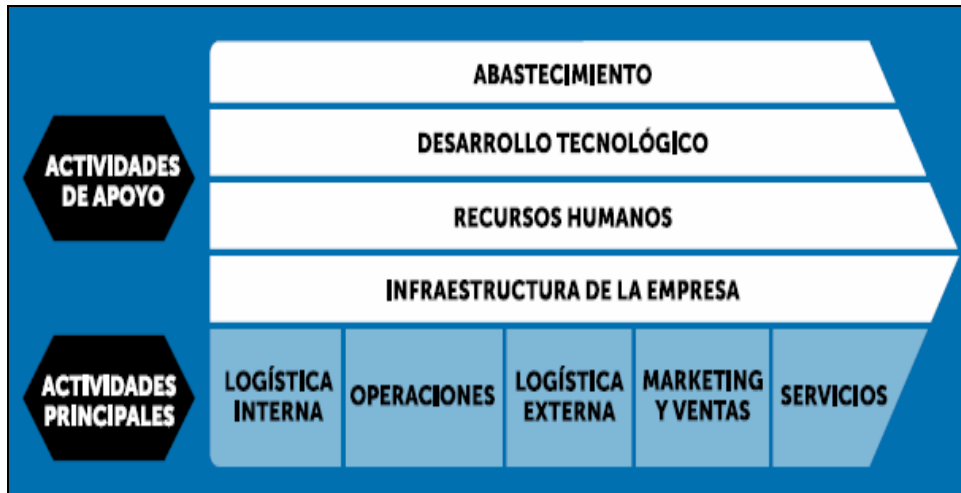 ABASTECIMIENTO
DESARROLLO TECNOLÓGICO
ACTIVIDADES
DE APOYO
RECURSOS HUMANOS
INFRAESTRUCTURA DE LA EMPRESA
ACTIVIDADES
PRINCIPALES
LOGÍSTICA
INTERNA
OPERACIONES
LOGÍSTICA
EXTERNA
MARKETING
Y VENTAS
SERVICIOS